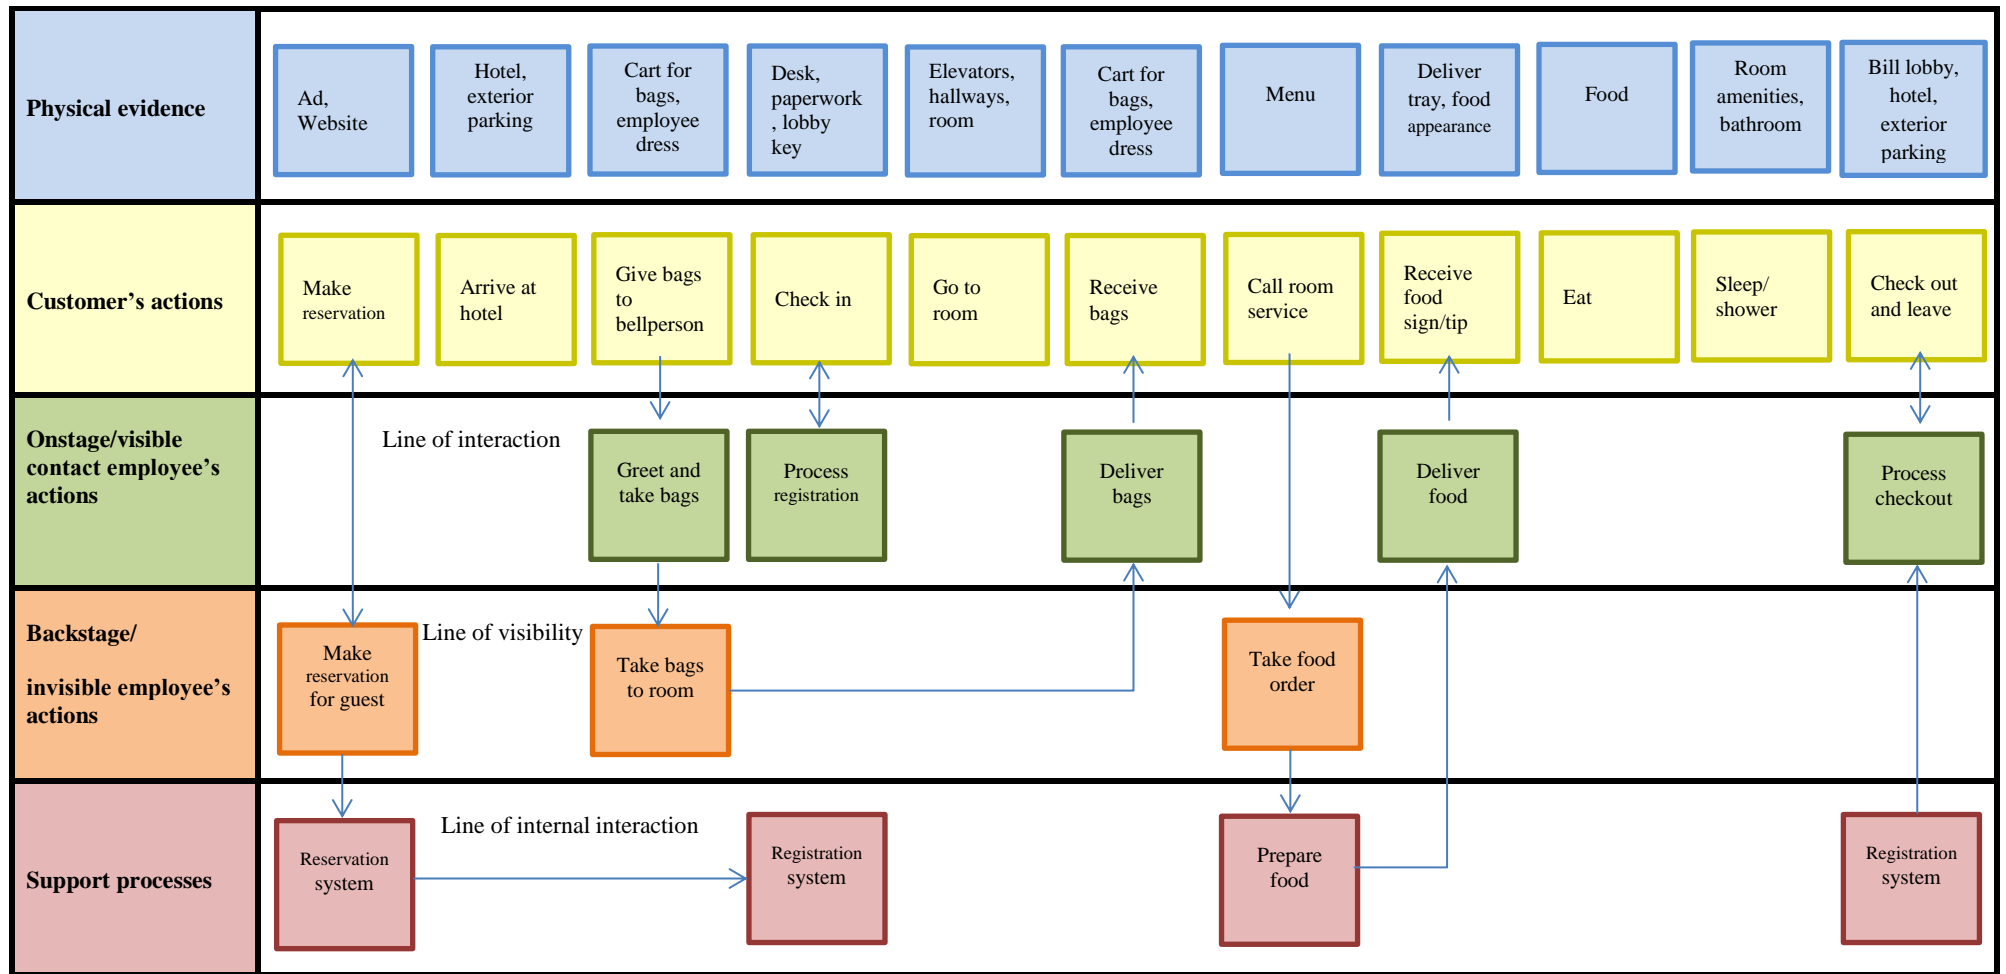 Physical evidence
Ad,
Website
Hotel,
exterior
parking
Cart for
bags,
employee
dress
Desk,
paperwork
, lobby
key
Elevators,
hallways,
room
Cart for
bags,
employee
dress
Menu
Deliver
tray, food
appearance
Food
Room
amenities,
bathroom
Bill lobby,
hotel,
exterior
parking
Customer’s actions
Make
reservation
Arrive at
hotel
Give bags
to
bellperson
Check in
Go to
room
Receive
bags
Call room
service
Receive
food
sign/tip
Eat
Sleep/
shower
Check out
and leave
Onstage/visible
contact employee’s
actions
Line of interaction
Greet and
take bags
Process
registration
Deliver
bags
Deliver
food
Process
checkout
Backstage/
invisible employee’s
actions
Make
reservation
for guest
Line of visibility
Take bags
to room
Take food
order
Support processes
Reservation
system
Line of internal interaction
Registration
system
Prepare
food
Registration
system